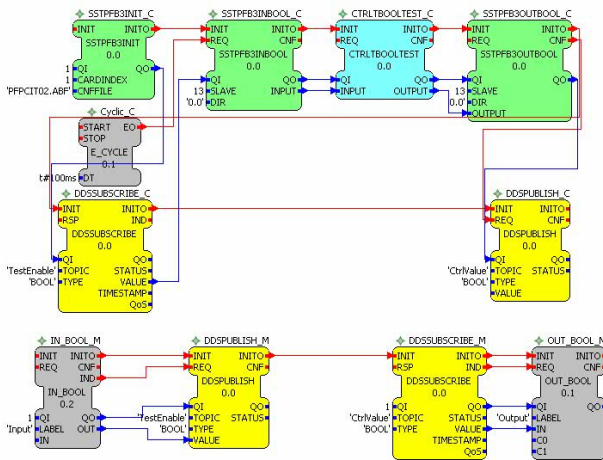 SSTPFB3INIT_C
INIT INITO
SSTPFB3INIT
0.0
1 QI QO
1 CARDINDEX
'PFPCIT02.ABF' CNFFILE
SSTPFB3INBOOL_C
INIT INITO
REQ CNF
SSTPFB3INBOOL
0.0
QI QO
13 SLAVE INPUT
'0.0' DIR
CTRLTBOOLTEST_C
INIT INITO
REQ CNF
CTRLTBOOLTEST
0.0
QI QO
INPUT OUTPUT
SSTPFB3OUTBOOL_C
INIT INITO
REQ CNF
SSTPFB3OUTBOOL
0.0
QI QO
13 SLAVE
'0.0' DIR
OUTPUT
Cyclic_C
START EO
STOP
E_CYCLE
0.1
t#100ms DT
DDSSUBSCRIBE_C
INIT INITO
RSP IND
DDSSUBSCRIBE
0.0
QI QO
'TestEnable' TOPIC STATUS
'BOOL' TYPE VALUE
TIMESTAMP
QoS
DDSPUBLISH_C
INIT INITO
REQ CNF
DDSPUBLISH
0.0
QI QO
'CtrlValue' TOPIC STATUS
'BOOL' TYPE
VALUE
IN_BOOL_M
INIT INITO
REQ CNF
IND
IN_BOOL
0.2
1 QI QO
'Input' LABEL OUT
IN
DDSPUBLISH_M
INIT INITO
REQ CNF
DDSPUBLISH
0.0
QI QO
'TestEnable' TOPIC STATUS
'BOOL' TYPE
VALUE
DDSSUBSCRIBE_M
INIT INITO
RSP IND
DDSSUBSCRIBE
0.0
1 QI QO
'CtrlValue' TOPIC STATUS
'BOOL' TYPE VALUE
TIMESTAMP
QoS
OUT_BOOL_M
INIT INITO
REQ CNF
OUT_BOOL
0.1
QI QO
'Output' LABEL
IN
C0
C1